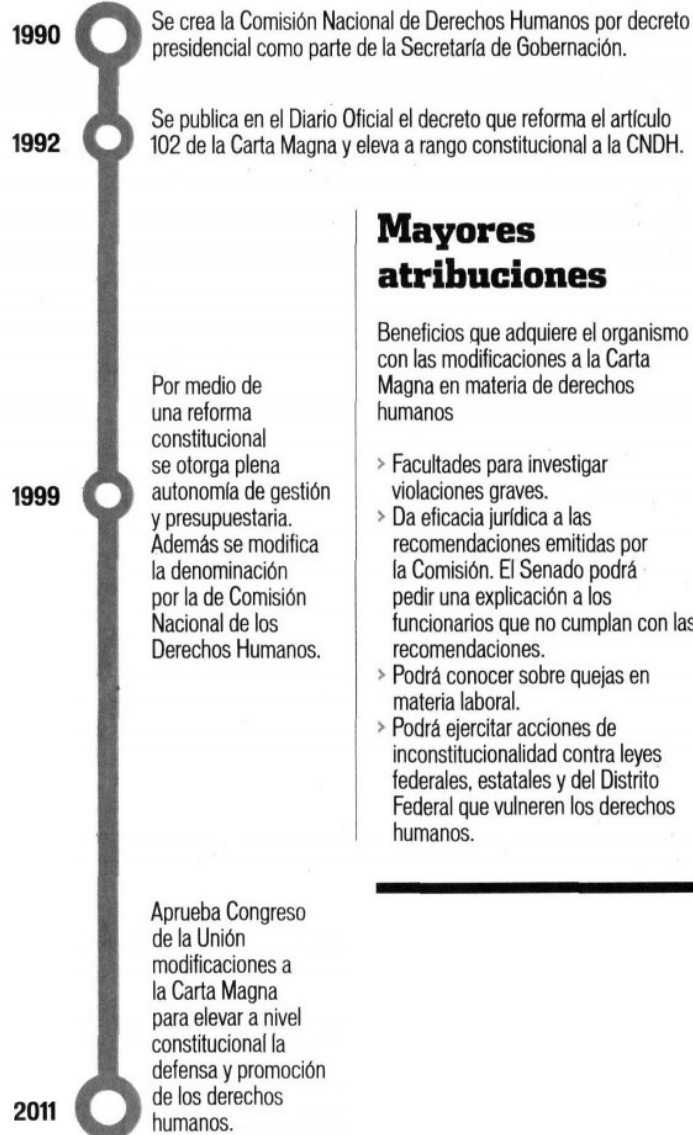 1990
Se crea la Comisión Nacional de Derechos Humanos por decreto
presidencial como parte de la Secretaría de Gobernación.
1992
Se publica en el Diario Oficial el decreto que reforma el artículo
102 de la Carta Magna y eleva a rango constitucional a la CNDH.
1999
Por medio de
una reforma
constitucional
se otorga plena
autonomía de gestión
y presupuestaria.
Además se modifica
la denominación
por la de Comisión
Nacional de los
Derechos Humanos.
2011
Aprueba Congreso
de la Unión
modificaciones a
la Carta Magna
para elevar a nivel
constitucional la
defensa y promoción
de los derechos
humanos.
Mayores
atribuciones
Beneficios que adquiere el organismo
con las modificaciones a la Carta
Magna en materia de derechos
humanos
> Facultades para investigar
violaciones graves.
> Da eficacia jurídica a las
recomendaciones emitidas por
la Comisión. El Senado podrá
pedir una explicación a los
funcionarios que no cumplan con las
recomendaciones.
> Podrá conocer sobre quejas en
materia laboral.
> Podrá ejercitar acciones de
inconstitucionalidad contra leyes
federales, estatales y del Distrito
Federal que vulneren los derechos
humanos.